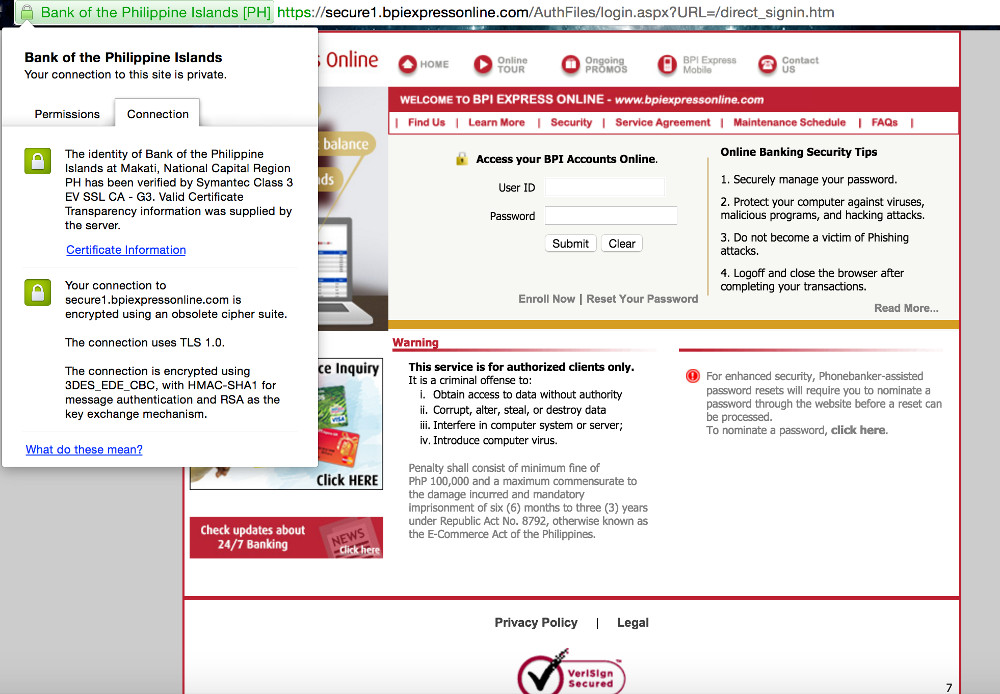 Bank of the Philippine Islands [PH] https://secure1.bpiexpressonline.com/AuthFiles/login.aspx?URL=/direct_signin.htm
Bank of the Philippine Islands
Your connection to this site is private.
Permissions
Connection
The identity of Bank of the Philippine
Islands at Makati, National Capital Region
PH has been verified by Symantec Class 3
EV SSL CA - G3. Valid Certificate
Transparency information was supplied by
the server.
Certificate Information
Your connection to
secure1.bpiexpressonline.com is
encrypted using an obsolete cipher suite.
The connection uses TLS 1.0.
The connection is encrypted using
3DES_EDE_CBC, with HMAC-SHA1 for
message authentication and RSA as the
key exchange mechanism.
What do these mean?
s Online
HOME
Online
TOUR
Ongoing
PROMOS
BPI Express
Mobile
Contact
US
WELCOME TO BPI EXPRESS ONLINE - www.bpiexpressonline.com
| Find Us | Learn More | Security | Service Agreement | Maintenance Schedule | FAQs |
balance
ds
Access your BPI Accounts Online.
User ID
Password
Submit
Clear
Enroll Now | Reset Your Password
Online Banking Security Tips
1. Securely manage your password.
2. Protect your computer against viruses,
malicious programs, and hacking attacks.
3. Do not become a victim of Phishing
attacks.
4. Logoff and close the browser after
completing your transactions.
Read More...
Warning
This service is for authorized clients only.
It is a criminal offense to:
i. Obtain access to data without authority
ii. Corrupt, alter, steal, or destroy data
iii. Interfere in computer system or server;
iv. Introduce computer virus.
Penalty shall consist of minimum fine of
PhP 100,000 and a maximum commensurate to
the damage incurred and mandatory
imprisonment of six (6) months to three (3) years
under Republic Act No. 8792, otherwise known as
the E-Commerce Act of the Philippines.
For enhanced security, Phonebanker-assisted
password resets will require you to nominate a
password through the website before a reset can
be processed.
To nominate a password, click here.
ce Inquiry
VISA
Click HERE
Check updates about
24/7 Banking
NEWS
Click here
Privacy Policy | Legal
VeriSign
Secured
7